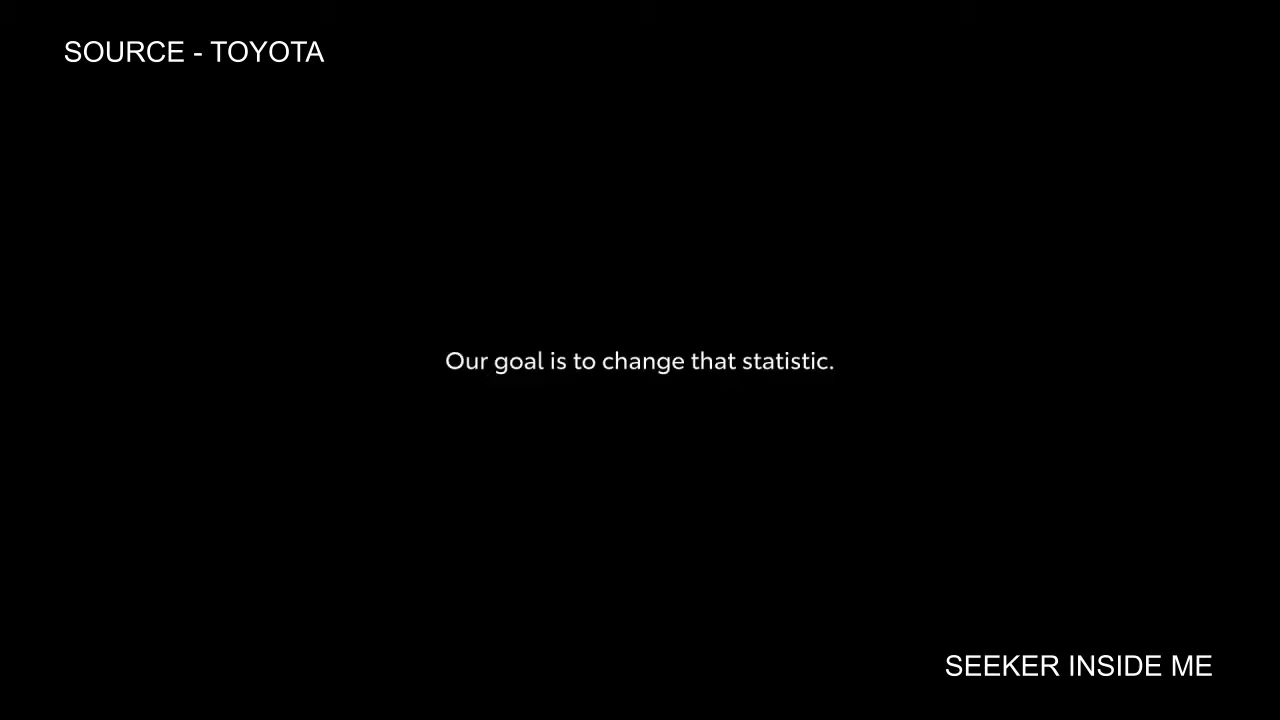 SOURCE - TOYOTA
Our goal is to change that statistic.
SEEKER INSIDE ME